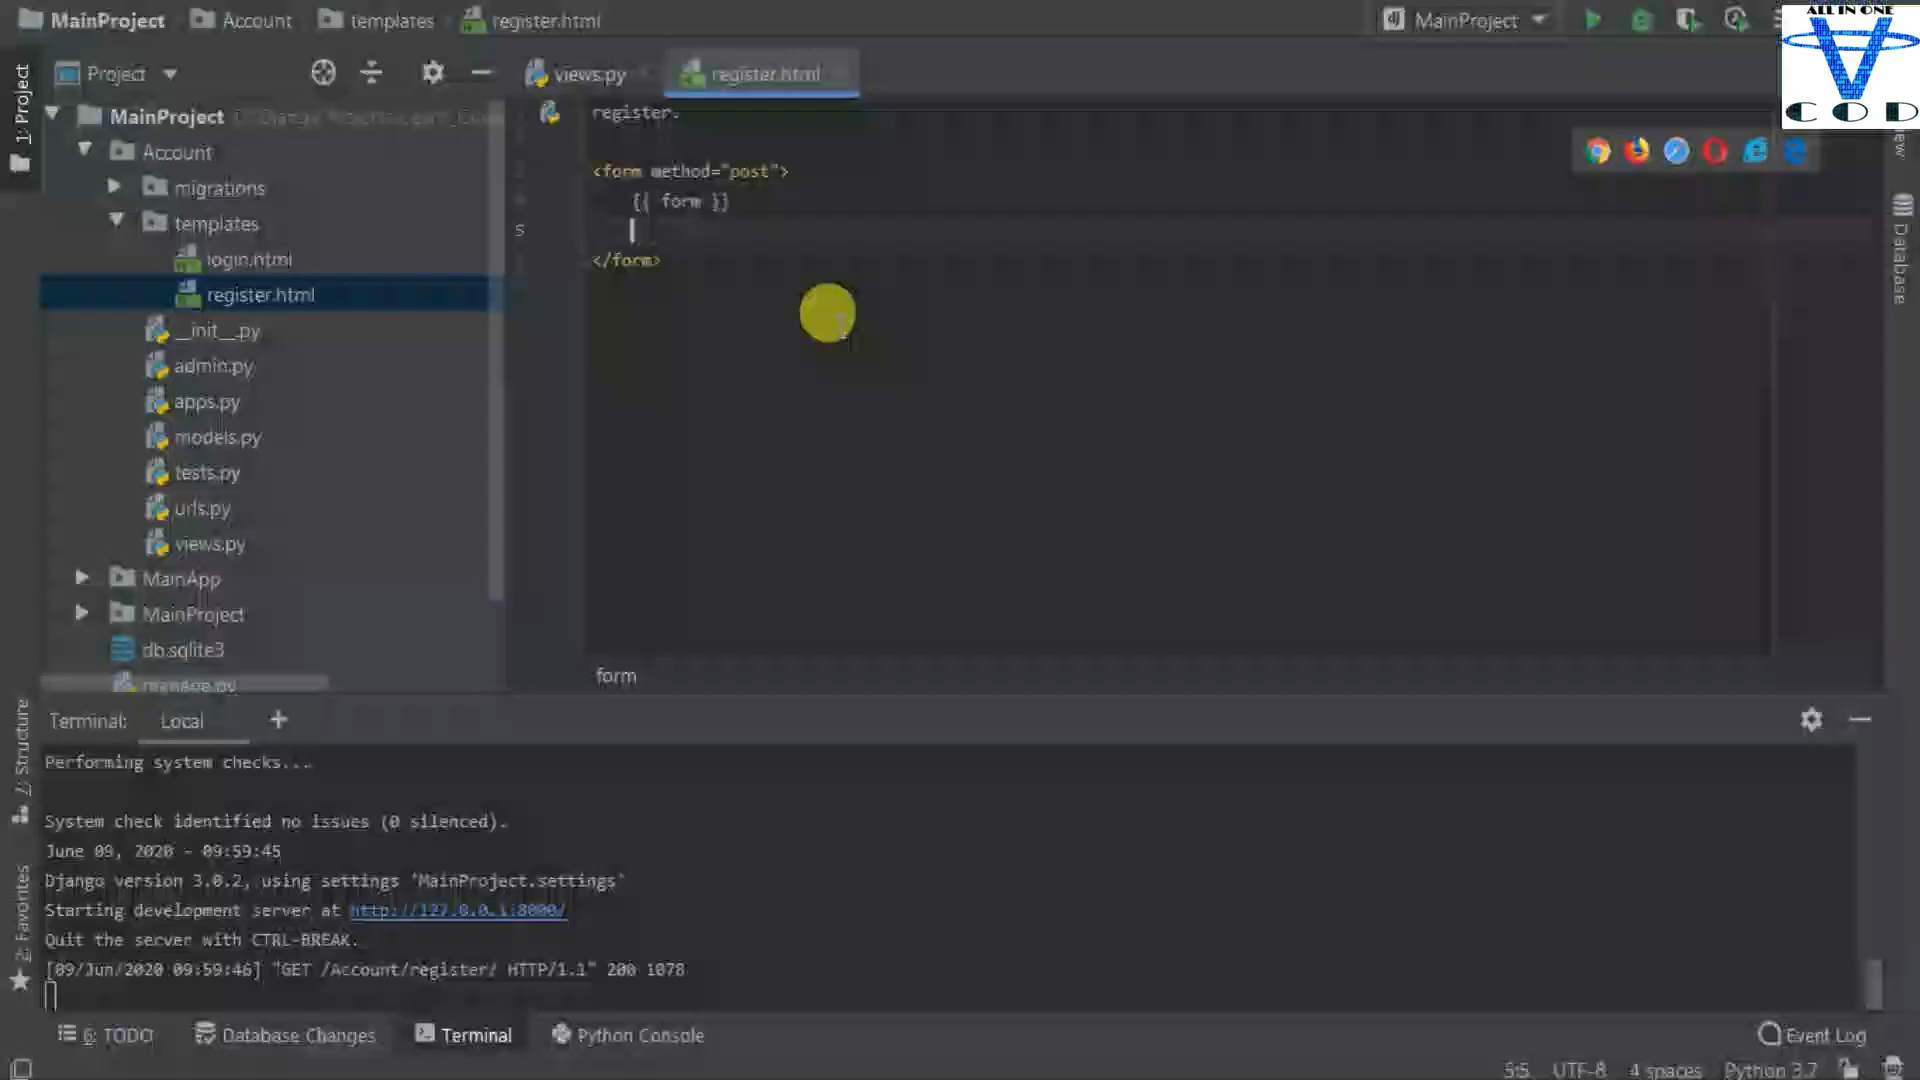 MainProject Account templates register.html
MainProject
ALL IN ONE
V
C O D
1: Project
Project
views.py
register.html
MainProject
register.
Account
<form method="post">
migrations
{{ form }}
templates
5
login.html
</form>
register.html
Database
__init__.py
admin.py
apps.py
models.py
tests.py
urls.py
views.py
MainApp
MainProject
db.sqlite3
form
manage.py
Terminal: Local +
7: Structure
Performing system checks...
System check identified no issues (0 silenced).
June 09, 2020 - 09:59:45
Django version 3.0.2, using settings 'MainProject.settings'
Starting development server at http://127.0.0.1:8000/
Quit the server with CTRL-BREAK.
[09/Jun/2020 09:59:46] "GET /Account/register/ HTTP/1.1" 200 1078
2: Favorites
6: TODO Database Changes Terminal Python Console Event Log
5:5 UTF-8 4 spaces Python 3.7